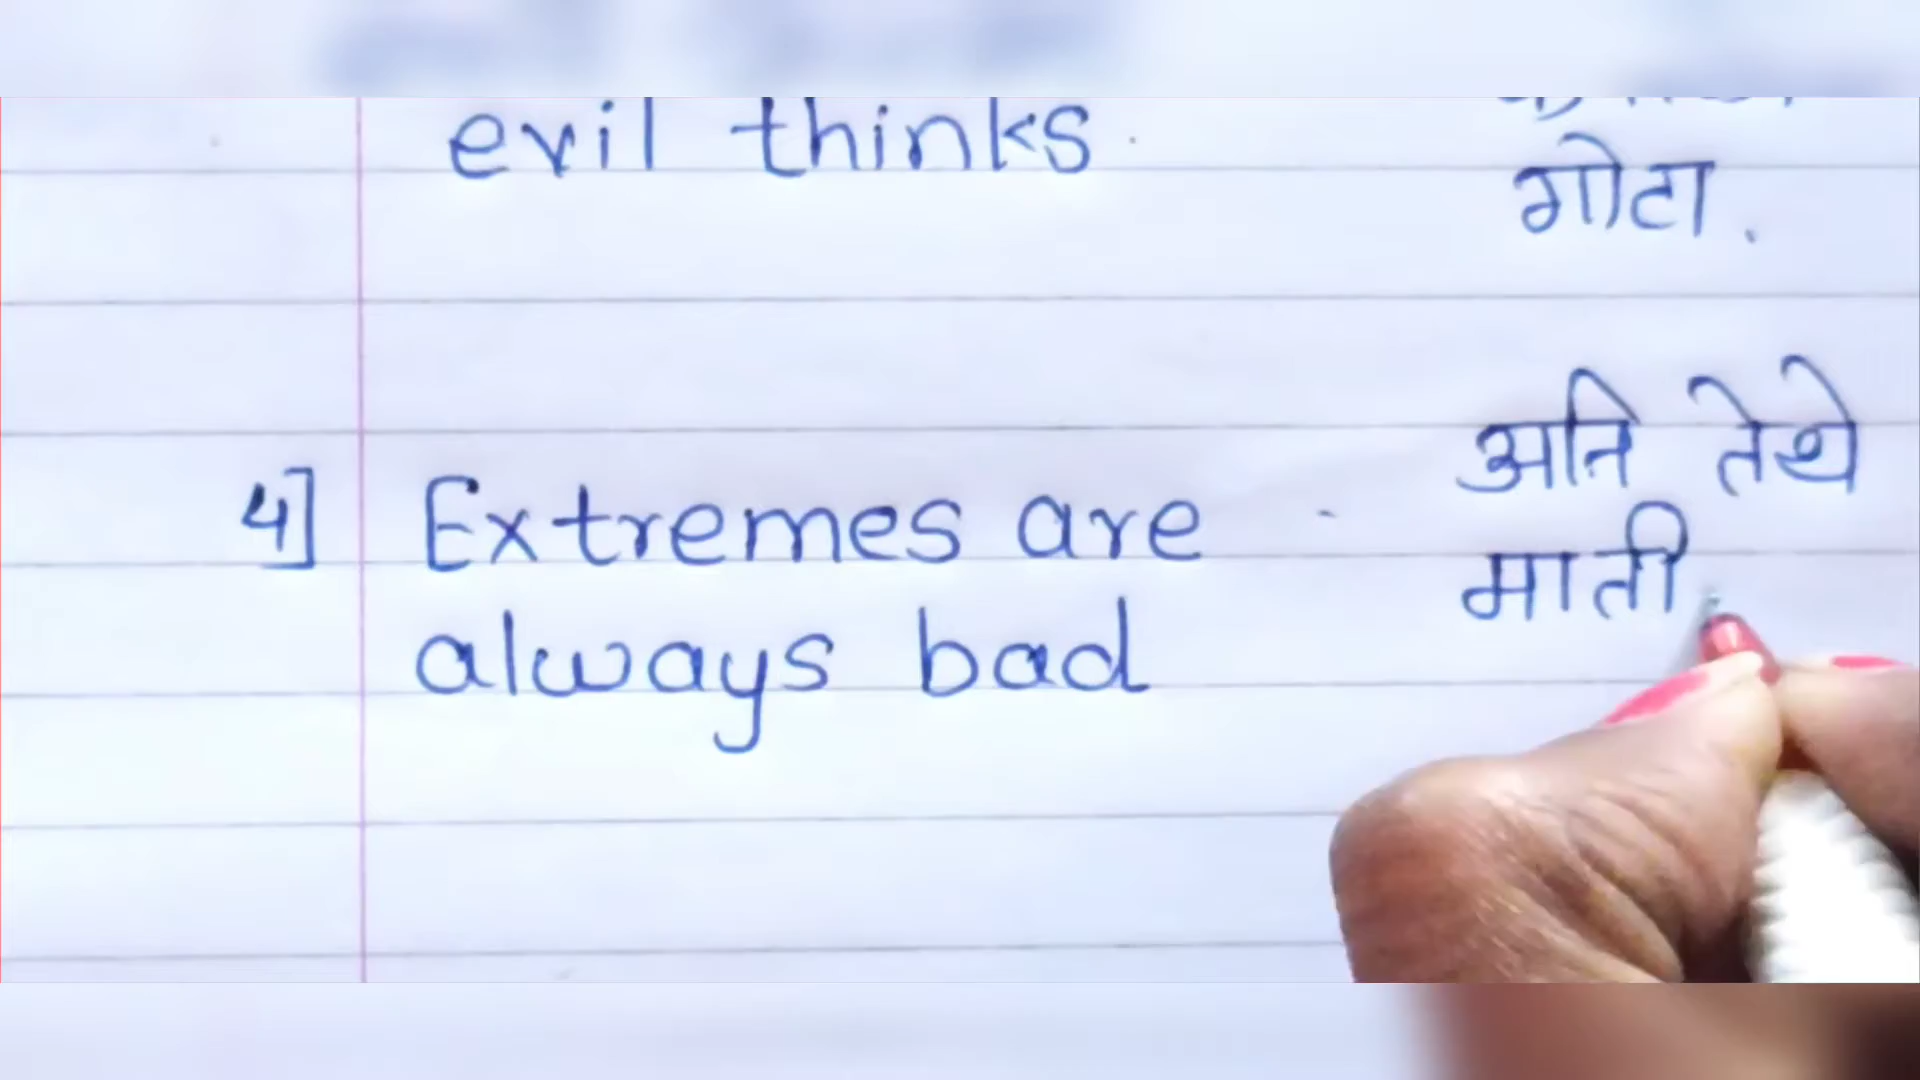 evil thinks.
गोटा.
4] Extremes are - अति तेथे
always bad माती.